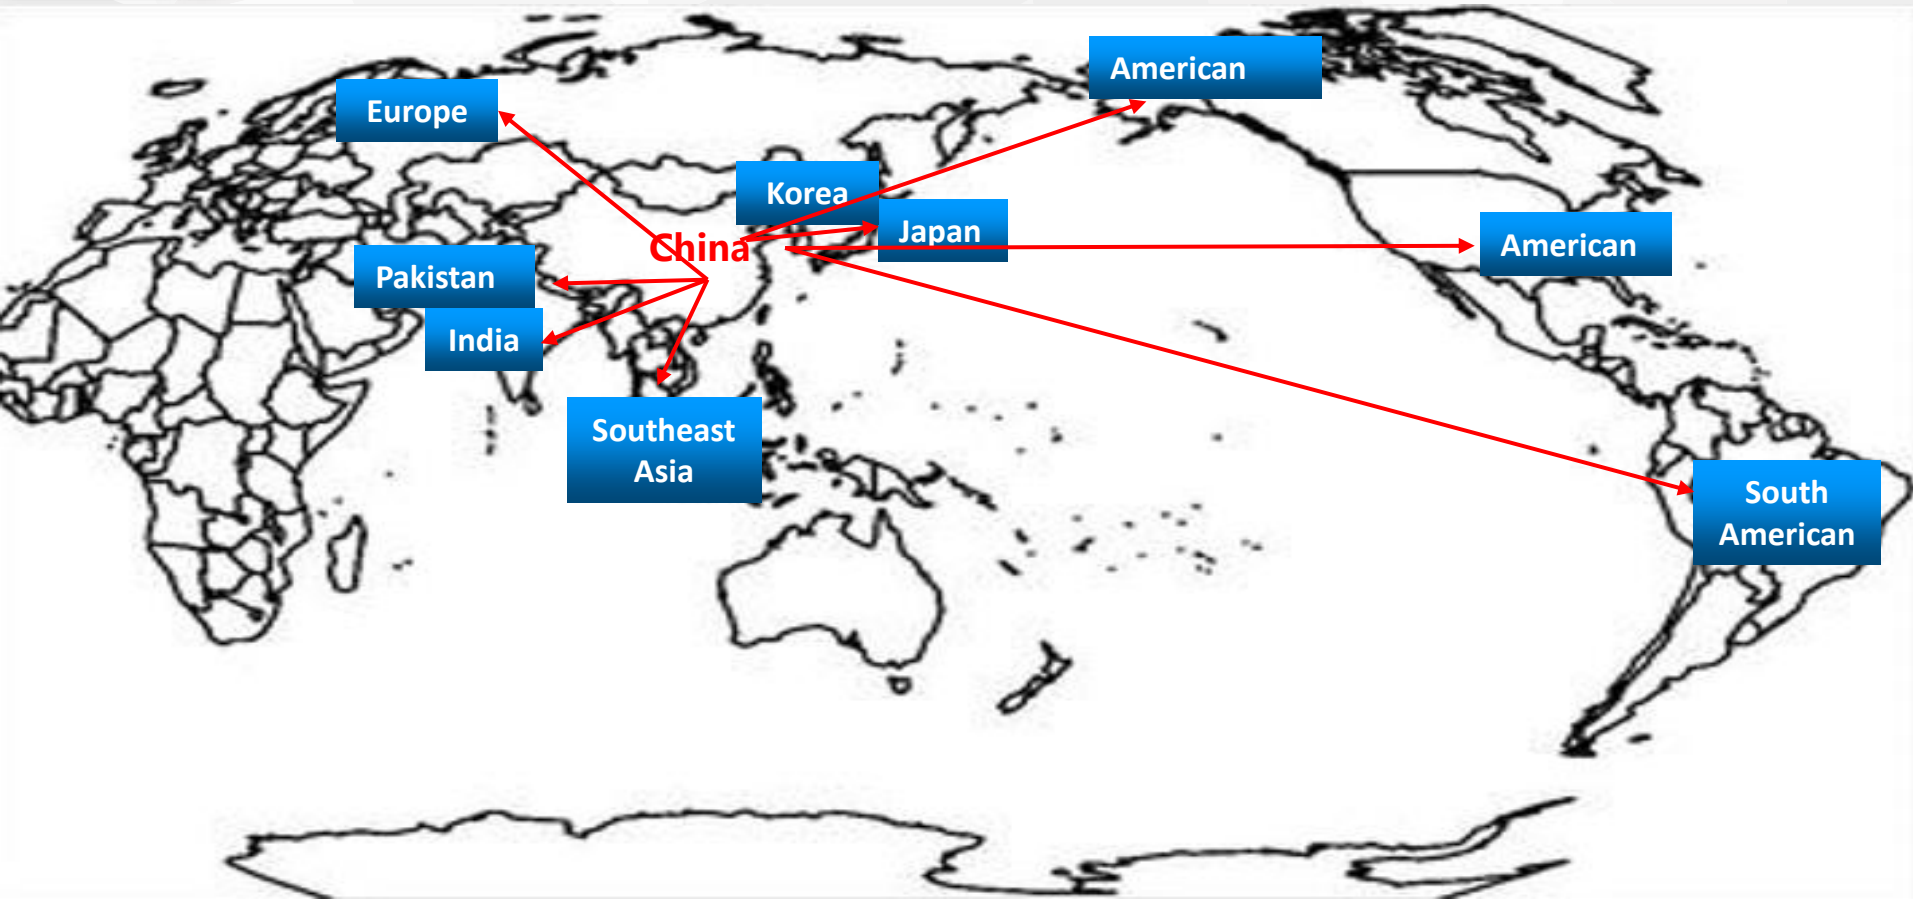 American
Europe
Korea
Japan
China
American
Pakistan
India
Southeast
Asia
South
American